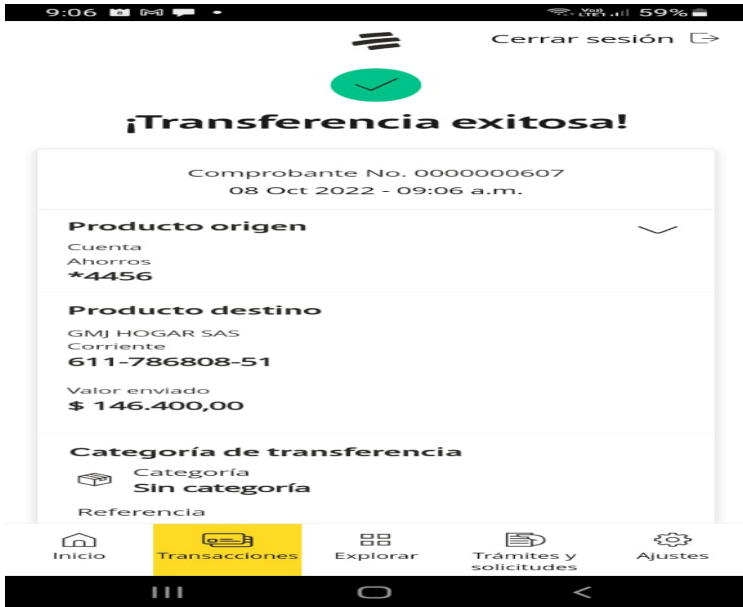 9:06
59%
Cerrar sesión
¡Transferencia exitosa!
Comprobante No. 0000000607
08 Oct 2022 - 09:06 a.m.
Producto origen
Cuenta
Ahorros
*4456
Producto destino
GMJ HOGAR SAS
Corriente
611-786808-51
Valor enviado
$ 146.400,00
Categoría de transferencia
Categoría
Sin categoría
Referencia
Inicio
Transacciones
Explorar
Trámites y
solicitudes
Ajustes